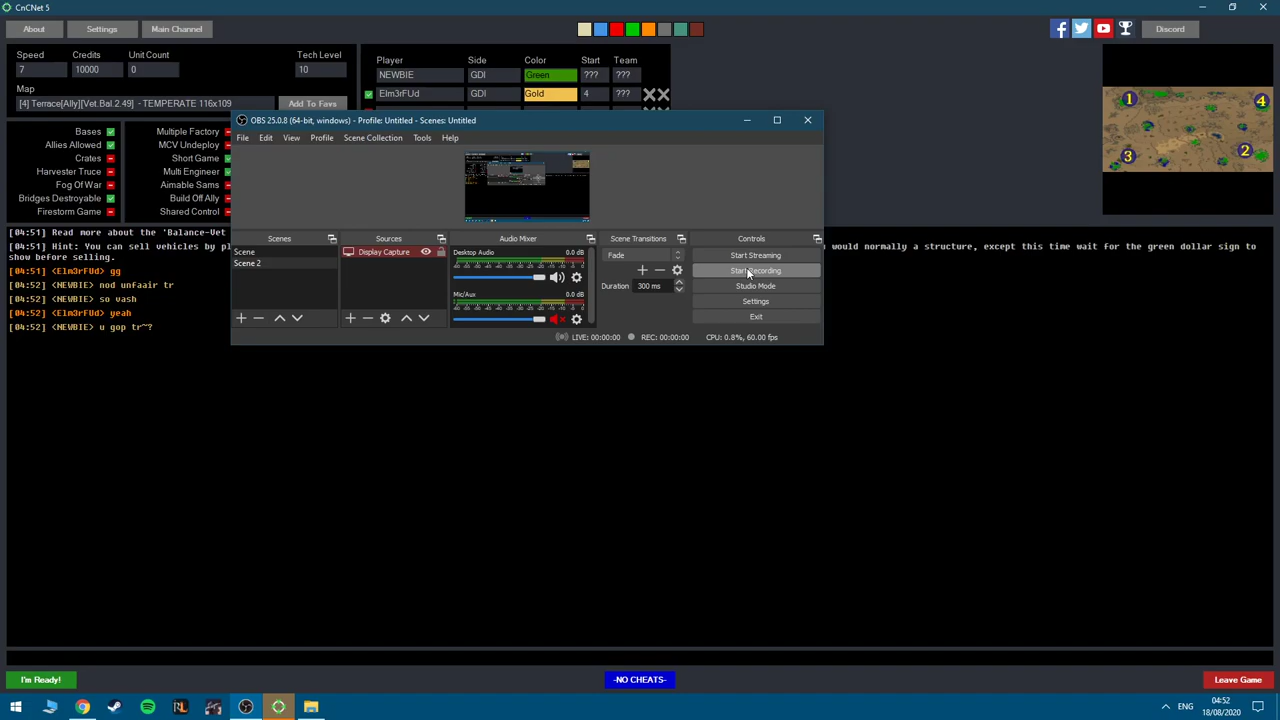 CnCNet 5
About
Settings
Main Channel
Discord
Speed
Credits
Unit Count
Tech Level
7
10000
0
10
Map
[4] Terrace[Ally][Vet.Bal.2.49] - TEMPERATE 116x109
Add To Favs
Player
Side
Color
Start
Team
NEWBIE
GDI
Green
???
???
Elm3rFUd
GDI
Gold
4
???
1
4
3
2
Bases
Allies Allowed
Crates
Harvester Truce
Fog Of War
Bridges Destroyable
Firestorm Game
Multiple Factory
MCV Undeploy
Short Game
Multi Engineer
Aimable Sams
Build Off Ally
Shared Control
OBS 25.0.8 (64-bit, windows) - Profile: Untitled - Scenes: Untitled
File
Edit
View
Profile
Scene Collection
Tools
Help
Scenes
Scene
Scene 2
Sources
Display Capture
Audio Mixer
Desktop Audio
0.0 dB
Mic/Aux
0.0 dB
Scene Transitions
Fade
Duration
300 ms
Controls
Start Streaming
Start Recording
Studio Mode
Settings
Exit
LIVE: 00:00:00
REC: 00:00:00
CPU: 0.8%, 60.00 fps
[04:51] Read more about the 'Balance-Vet
[04:51] Hint: You can sell vehicles by pl
would normally a structure, except this time wait for the green dollar sign to
show before selling.
[04:51] <Elm3rFUd> gg
[04:52] <NEWBIE> nod unfaair tr
[04:52] <NEWBIE> so vash
[04:52] <Elm3rFUd> yeah
[04:52] <NEWBIE> u gop tr~?
I'm Ready!
-NO CHEATS-
Leave Game
ENG
04:52
18/08/2020